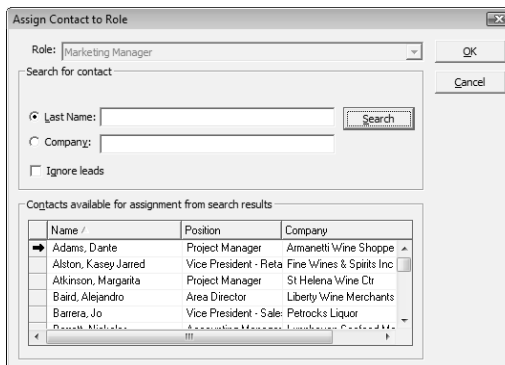 Assign Contact to Role
Role: Marketing Manager
OK
Search for contact
Cancel
Last Name:
Search
Company:
Ignore leads
Contacts available for assignment from search results
Name Position Company
Adams, Dante Project Manager Armanetti Wine Shoppe
Alston, Kasey Jarred Vice President - Reta Fine Wines & Spirits Inc
Atkinson, Margarita Project Manager St Helena Wine Ctr
Baird, Alejandro Area Director Liberty Wine Merchants
Barrera, Jo Vice President - Sale: Petrocks Liquor